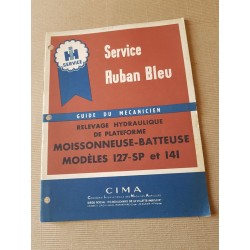 Service
Ruban Bleu
IH
SERVICE
GUIDE DU MECANICIEN
RELEVAGE HYDRAULIQUE
DE PLATEFORME
MOISSONNEUSE-BATTEUSE
MODÈLES 127-SP et 141
CIMA